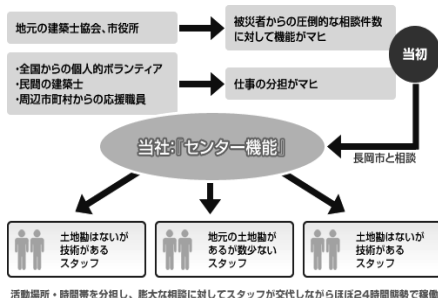 地元の建築士協会、市役所
被災者からの圧倒的な相談件数
に対して機能がマヒ
当初
・全国からの個人的ボランティア
・民間の建築士
・周辺市町村からの応援職員
仕事の分担がマヒ
当社:『センター機能』
長岡市と相談
土地勘はないが
技術がある
スタッフ
地元の土地勘が
あるが数少ない
スタッフ
土地勘はないが
技術がある
スタッフ
活動場所・時間帯を分担し、膨大な相談に対してスタッフが交代しながらほぼ24時間態勢で稼働